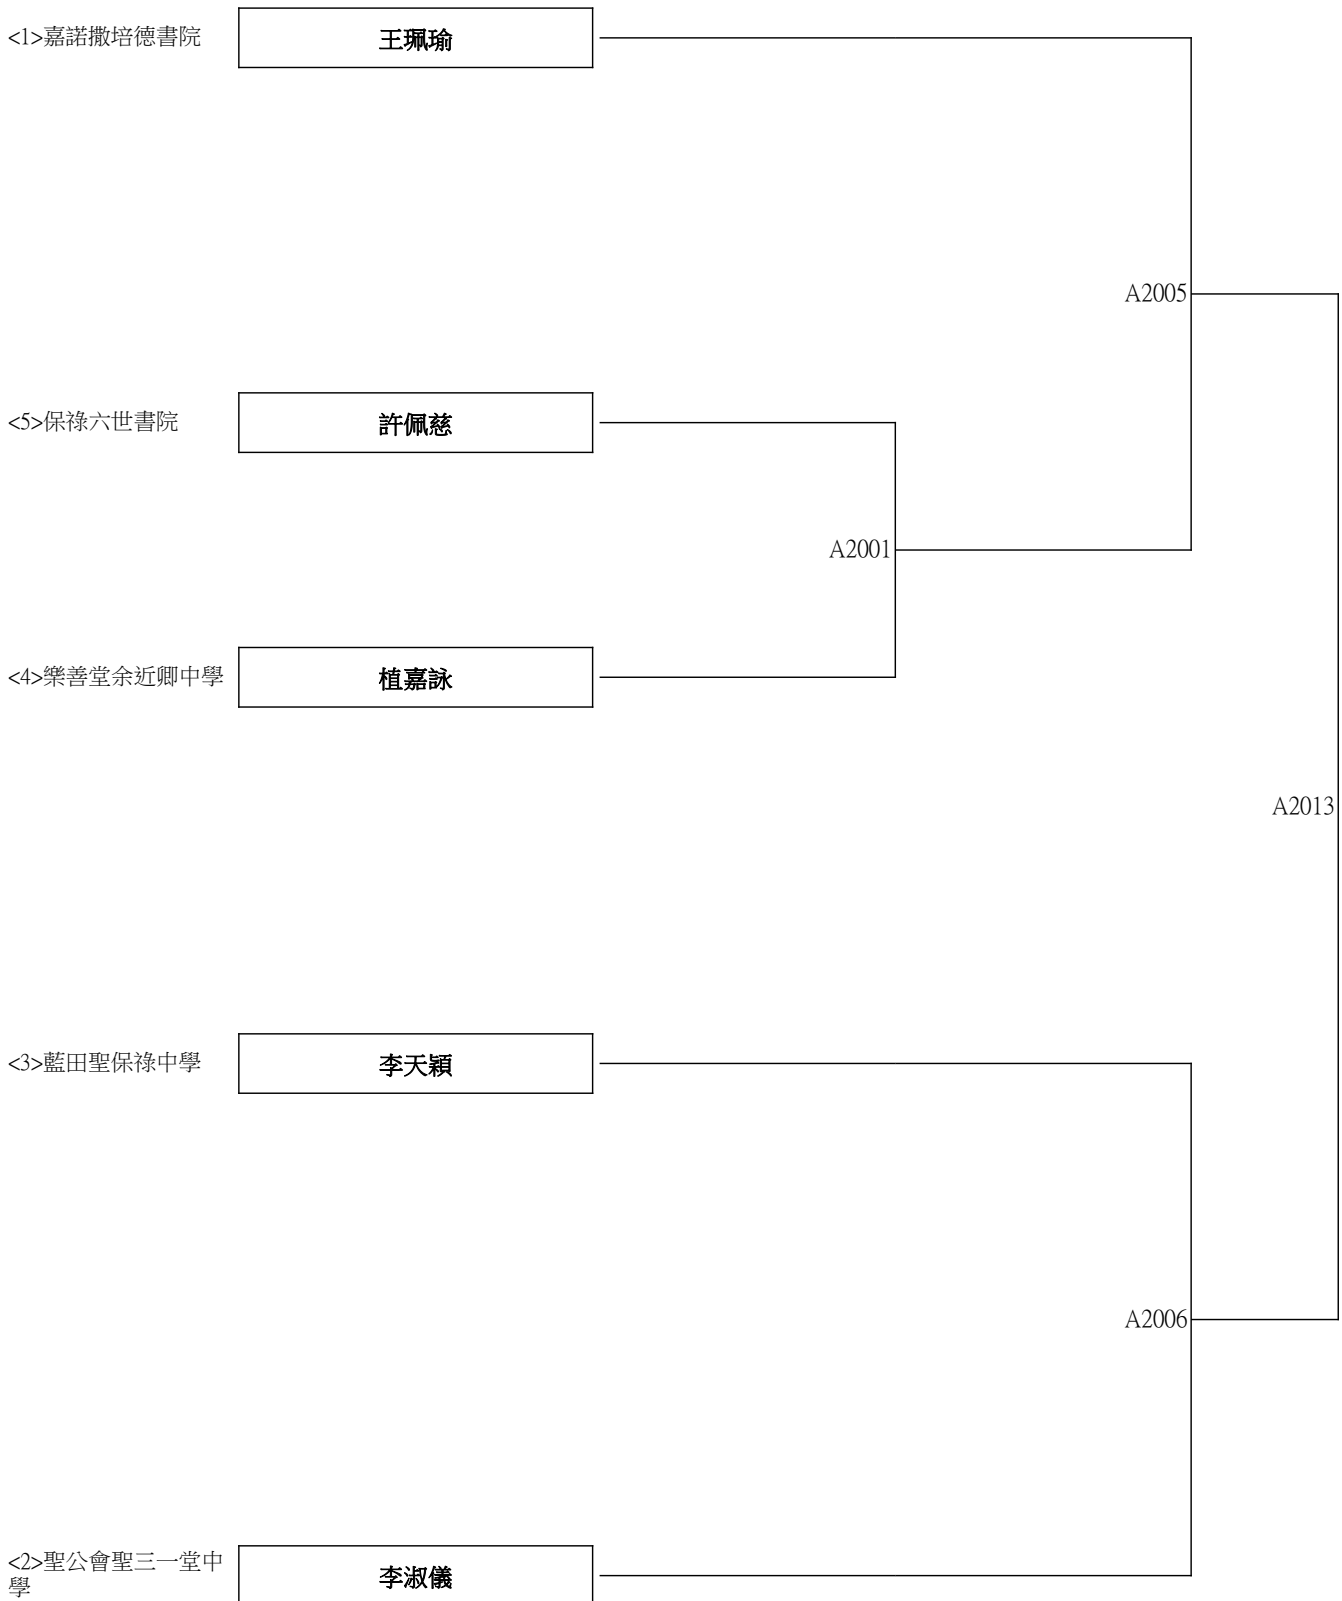 <1>嘉諾撒培德書院
王珮瑜
A2005
<5>保祿六世書院
許佩慈
A2001
<4>樂善堂余近卿中學
植嘉詠
A2013
<3>藍田聖保祿中學
李天穎
A2006
<2>聖公會聖三一堂中
學
李淑儀